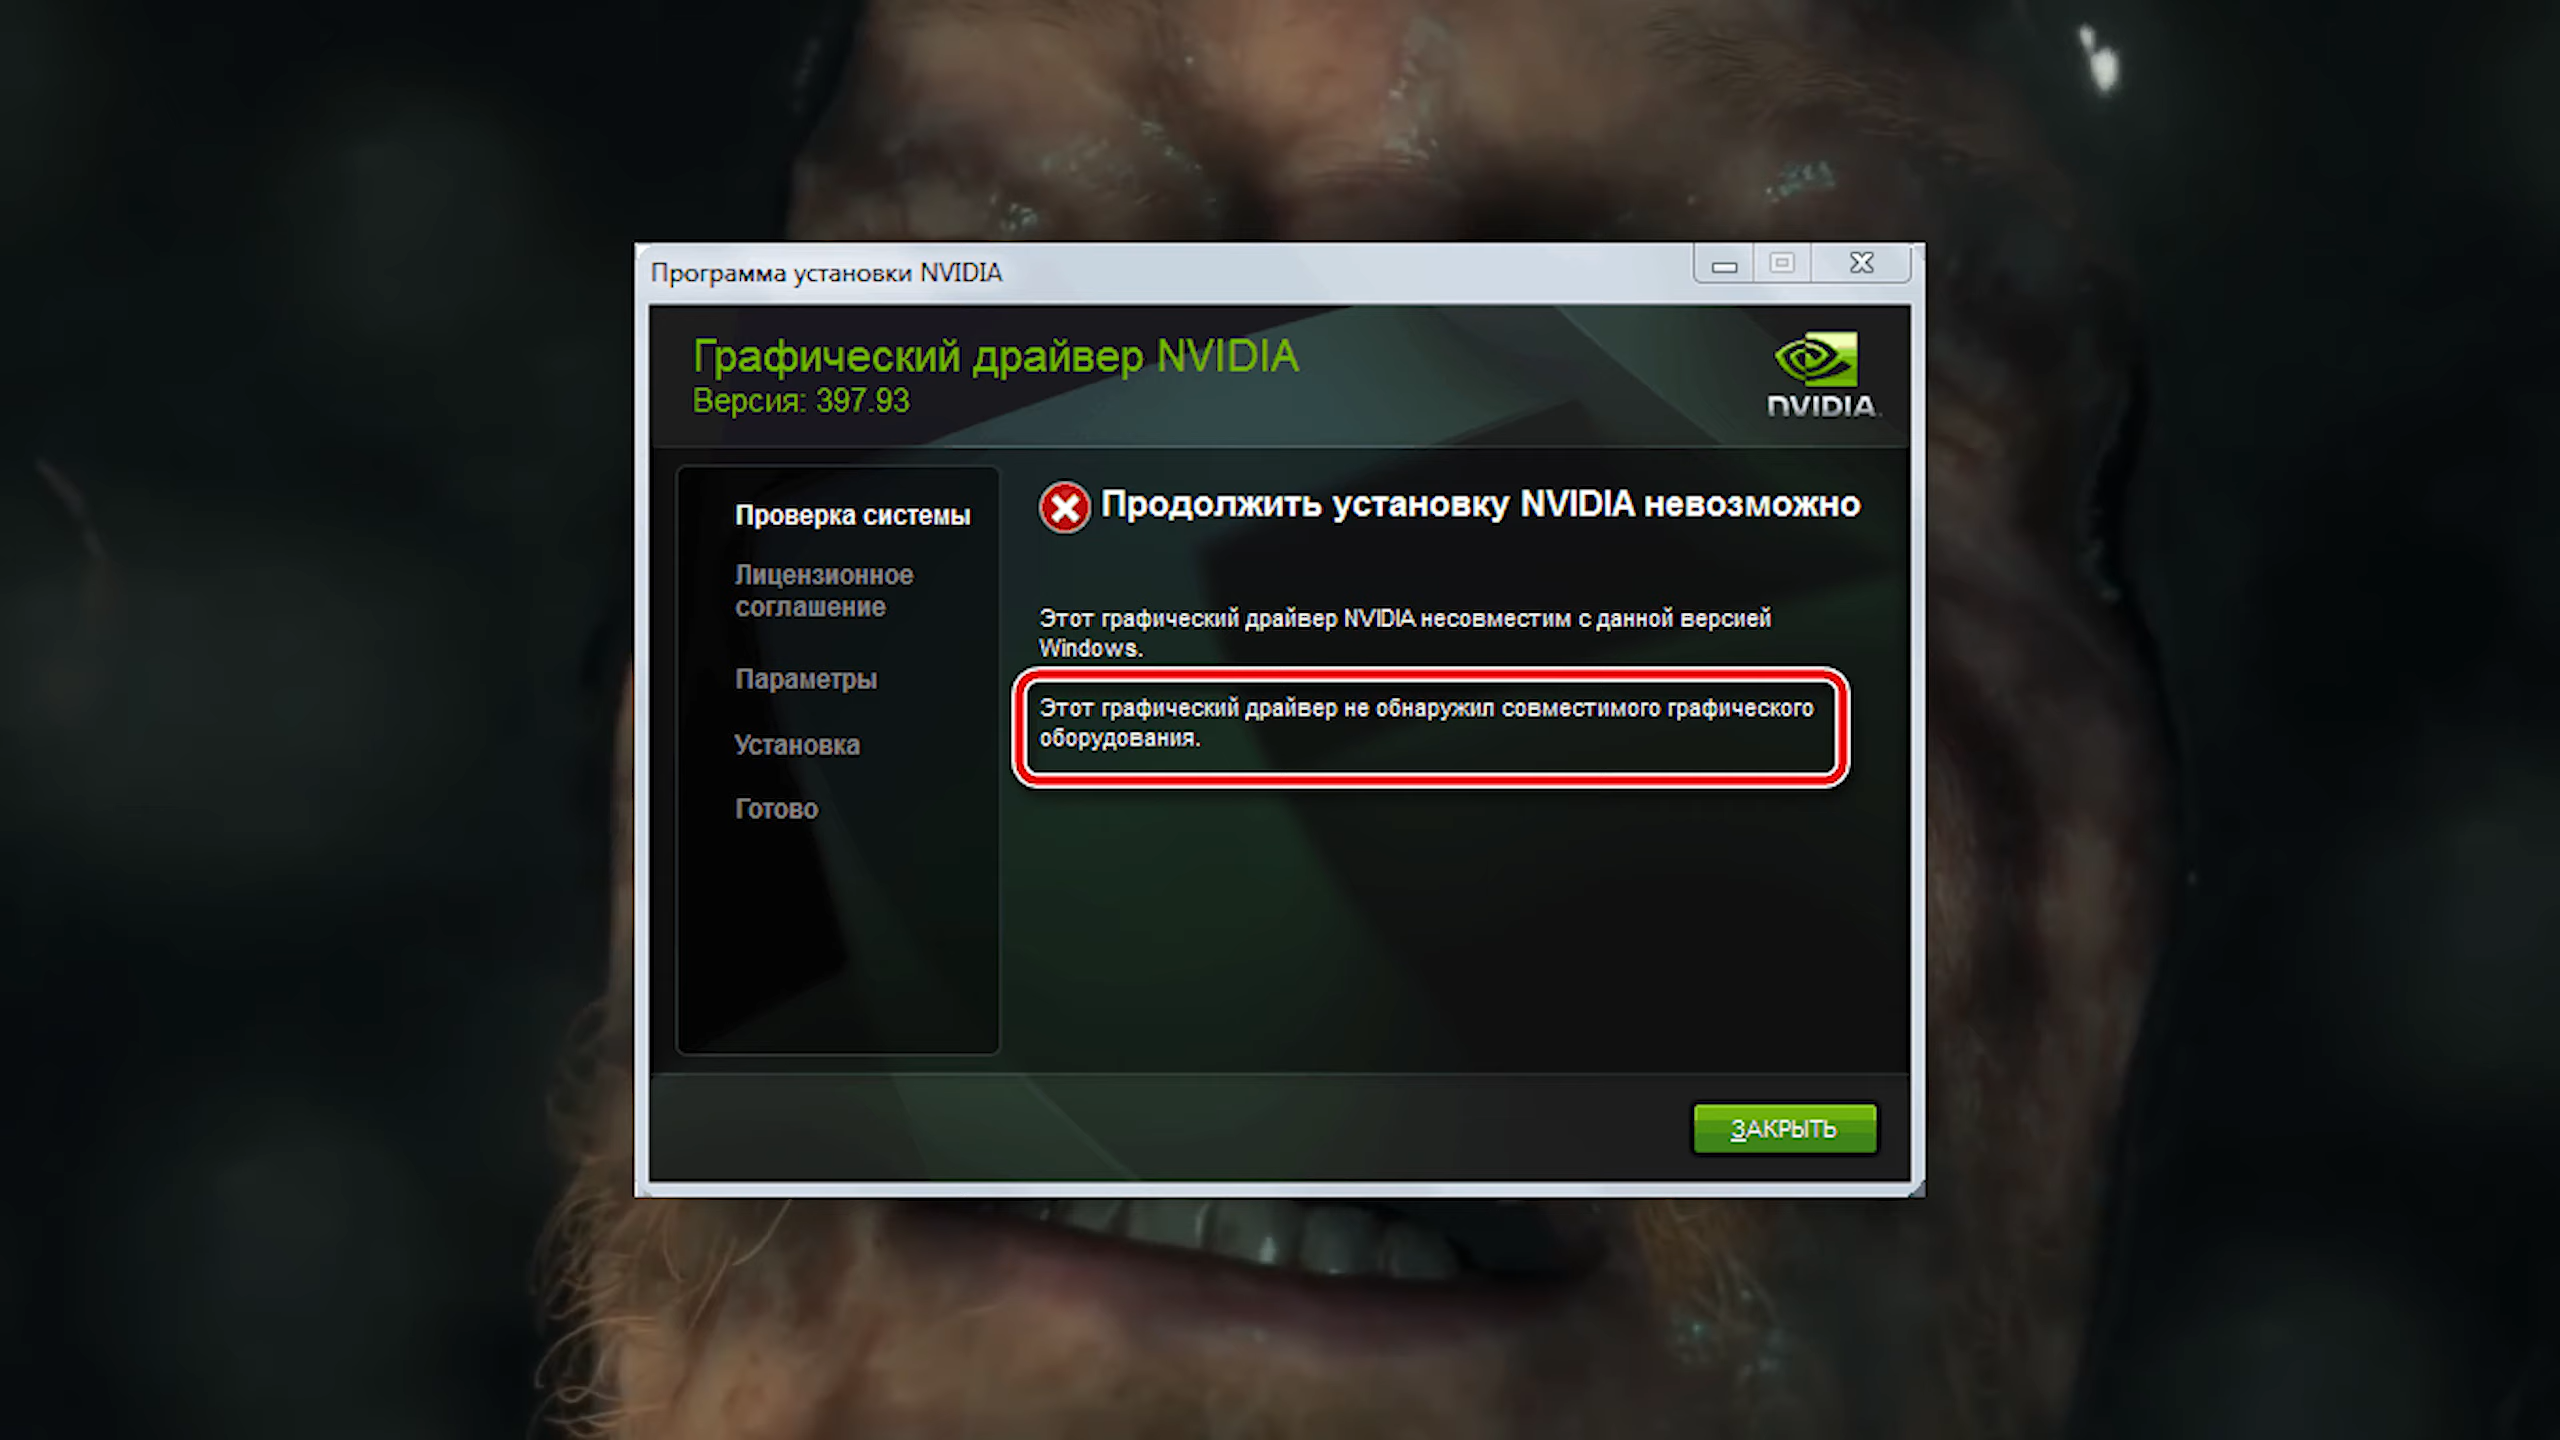 Программа установки NVIDIA
Графический драйвер NVIDIA
Версия: 397.93
NVIDIA.
Проверка системы
Лицензионное
соглашение
Параметры
Установка
Готово
Продолжить установку NVIDIA невозможно
Этот графический драйвер NVIDIA несовместим с данной версией
Windows.
Этот графический драйвер не обнаружил совместимого графического
оборудования.
ЗАКРЫТЬ